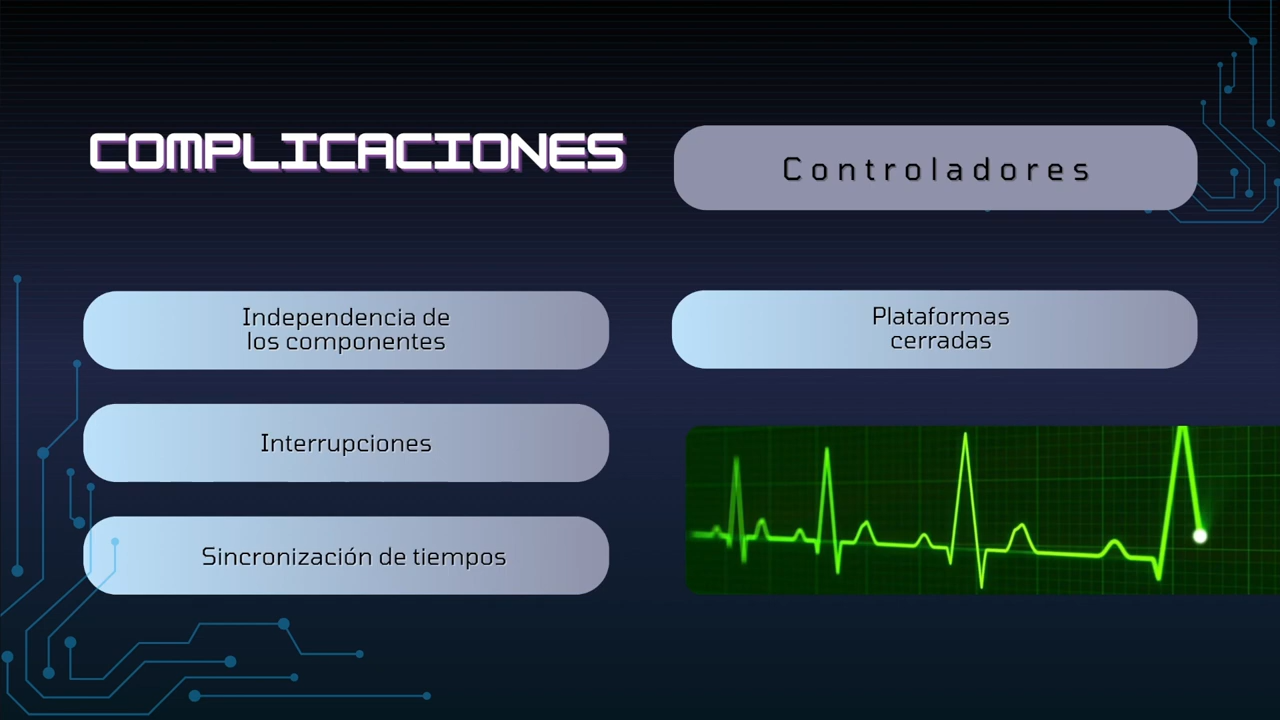 COMPLICACIONES
Controladores
Independencia de
los componentes
Plataformas
cerradas
Interrupciones
Sincronización de tiempos